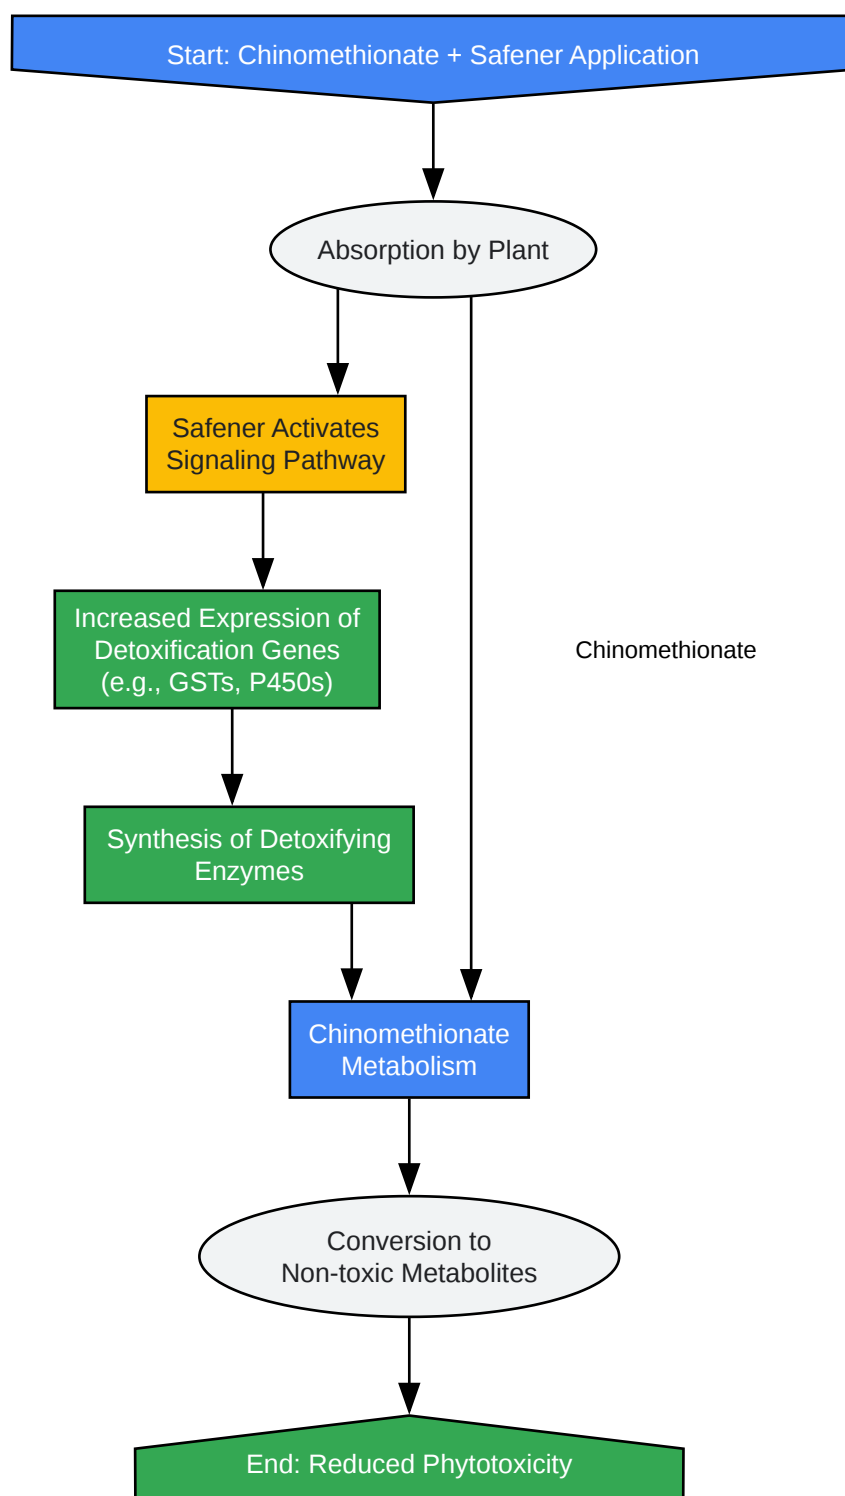 Start: Chinomethionate + Safener Application
Absorption by Plant
Safener Activates
Signaling Pathway
Increased Expression of
Detoxification Genes
(e.g., GSTs, P450s)
Chinomethionate
Synthesis of Detoxifying
Enzymes
Chinomethionate
Metabolism
Conversion to
Non-toxic Metabolites
End: Reduced Phytotoxicity